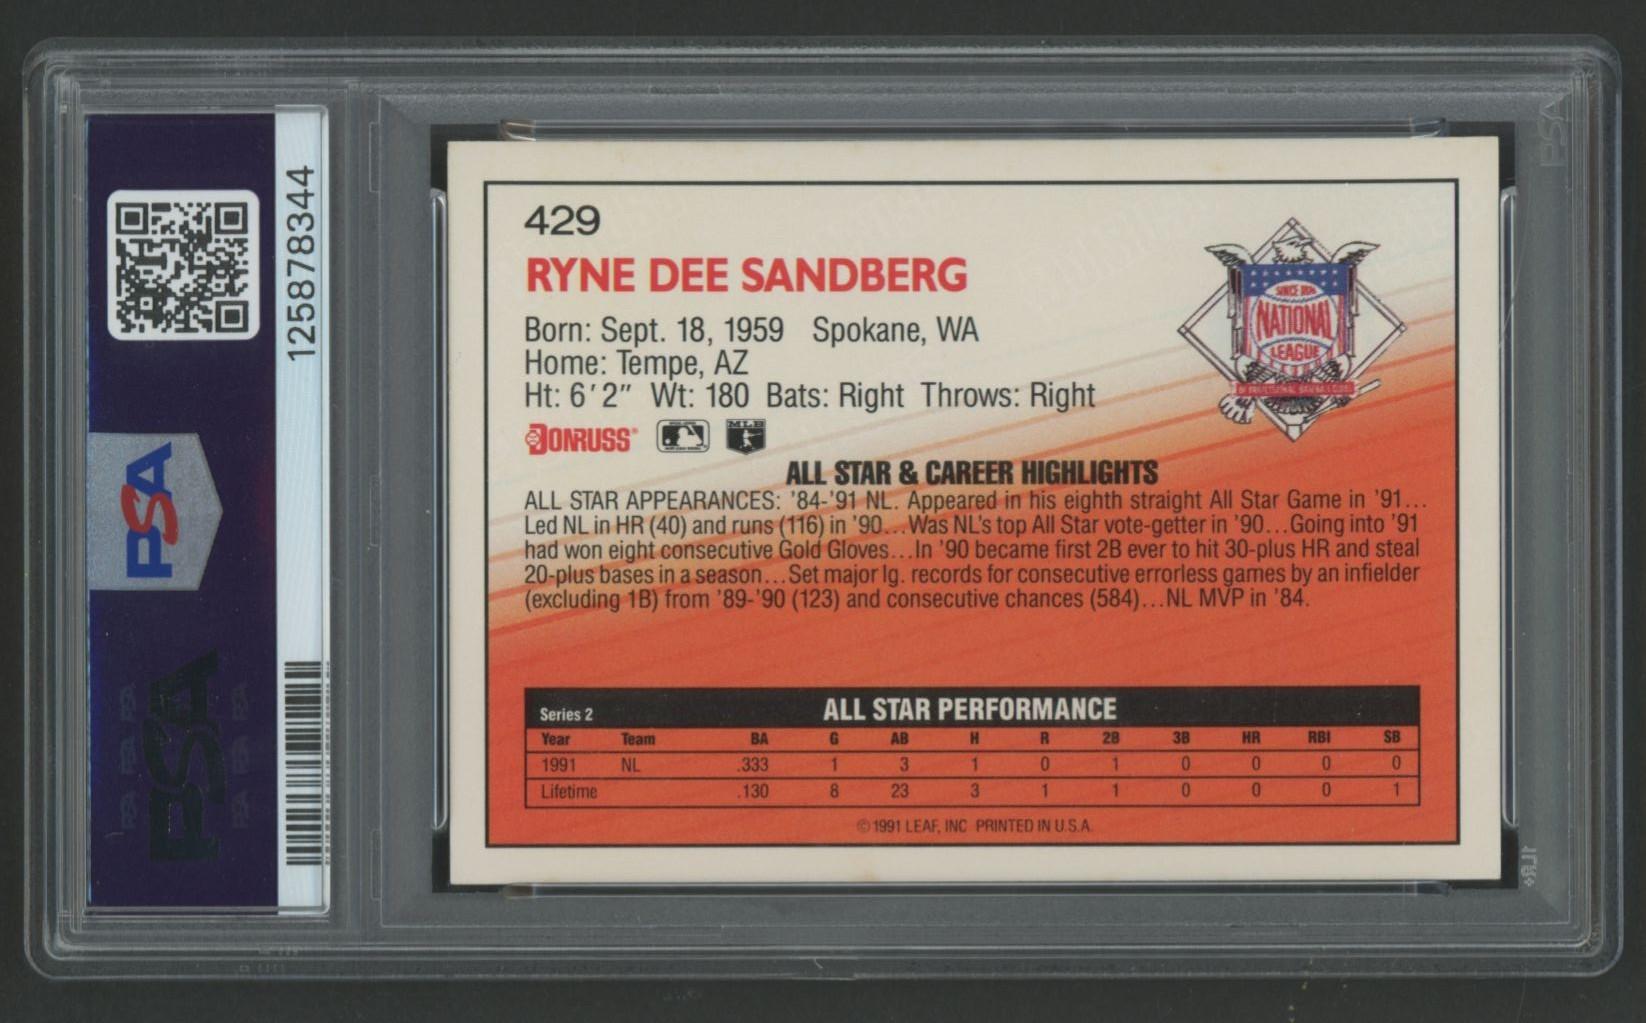 125878344
PSA
PSA
429
RYNE DEE SANDBERG
Born: Sept. 18, 1959 Spokane, WA
Home: Tempe, AZ
Ht: 6'2" Wt: 180 Bats: Right Throws: Right
DONRUSS®
MLB
SINCE 1876
NATIONAL
LEAGUE
OF PROFESSIONAL BASEBALL CLUBS
ALL STAR & CAREER HIGHLIGHTS
ALL STAR APPEARANCES: '84-'91 NL. Appeared in his eighth straight All Star Game in '91...
Led NL in HR (40) and runs (116) in '90...Was NL's top All Star vote-getter in '90...Going into '91
had won eight consecutive Gold Gloves...In '90 became first 2B ever to hit 30-plus HR and steal
20-plus bases in a season...Set major lg. records for consecutive errorless games by an infielder
(excluding 1B) from '89-'90 (123) and consecutive chances (584)...NL MVP in '84.
Series 2 ALL STAR PERFORMANCE
Year Team BA G AB H R 2B 3B HR RBI SB
1991 NL .333 1 3 1 0 1 0 0 0 0
Lifetime .130 8 23 3 1 1 0 0 0 1
© 1991 LEAF, INC PRINTED IN U.S.A.
PSA